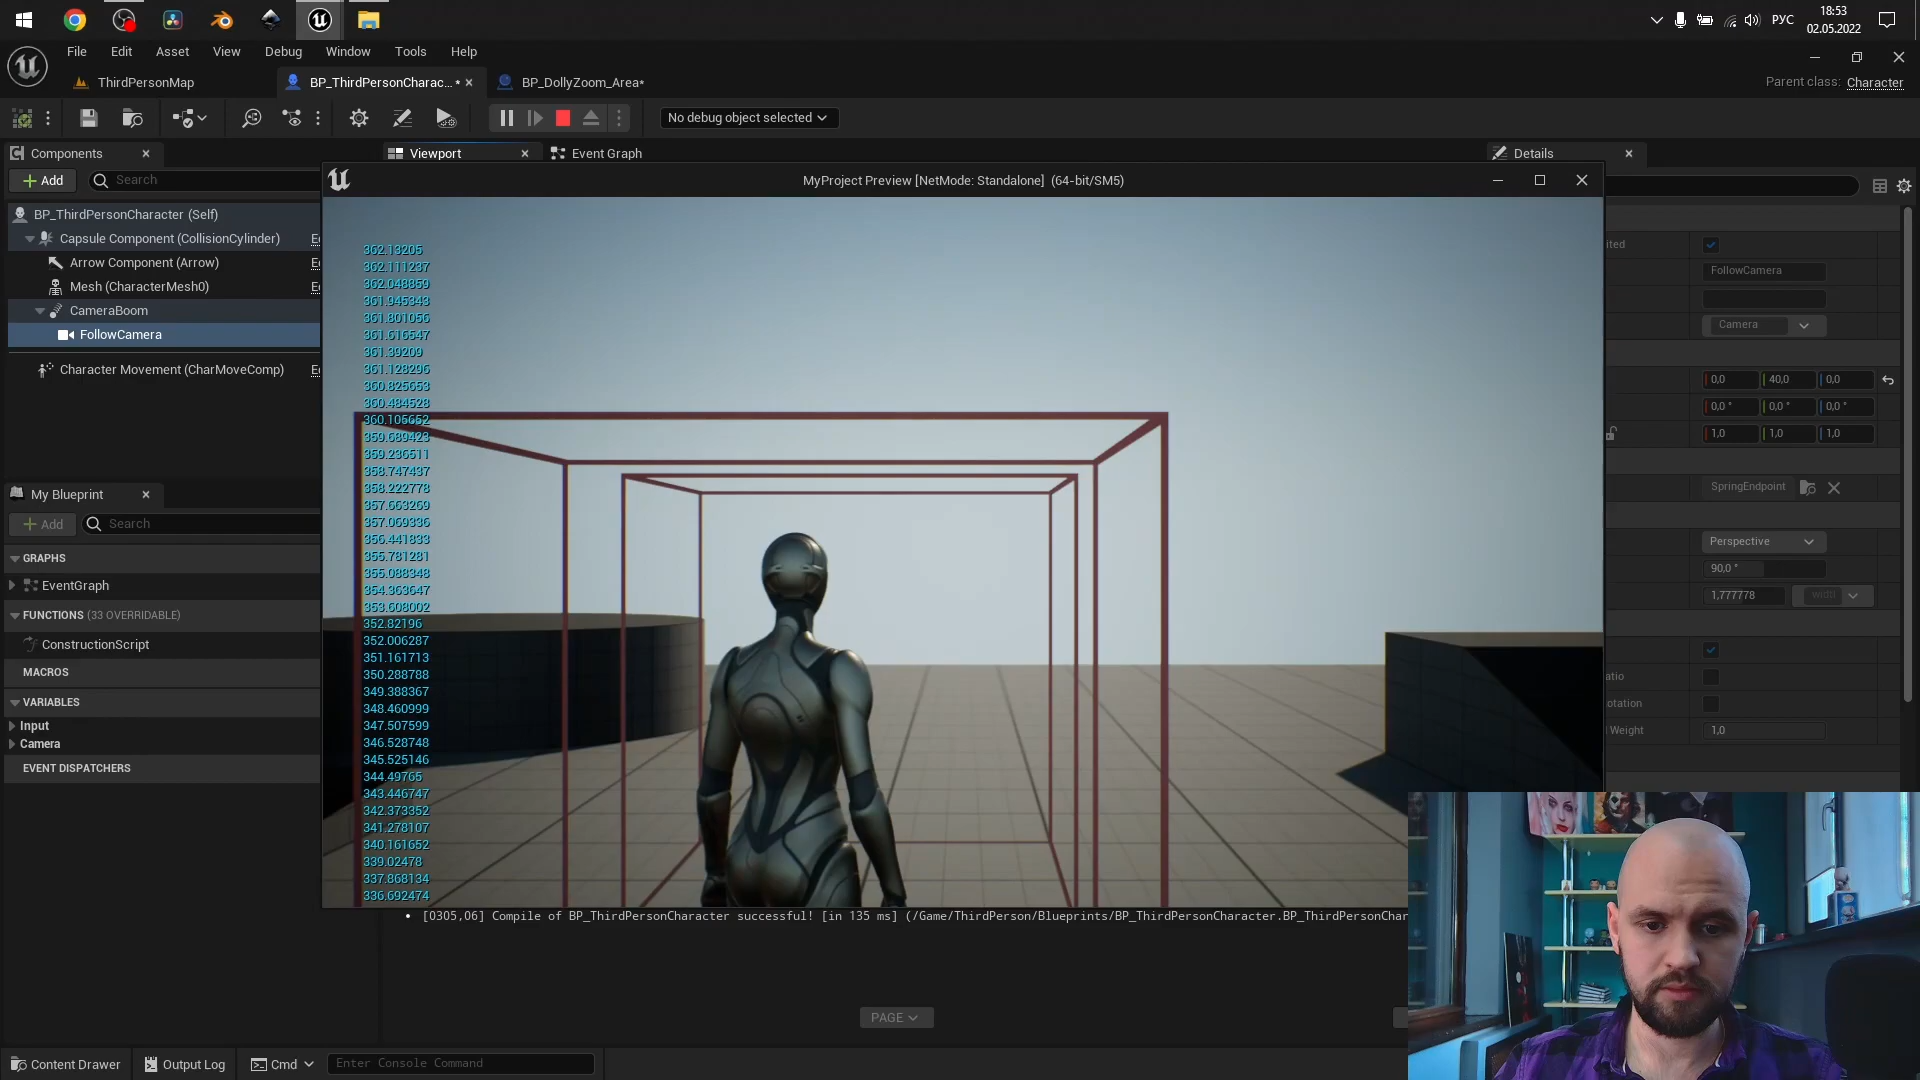 18:53
РУС
02.05.2022
File Edit Asset View Debug Window Tools Help
ThirdPersonMap
BP_ThirdPersonCharac... *
BP_DollyZoom_Area*
Parent class: Character
No debug object selected
Components
Viewport
Event Graph
Details
+ Add
Search
MyProject Preview [NetMode: Standalone] (64-bit/SM5)
BP_ThirdPersonCharacter (Self)
Capsule Component (CollisionCylinder)
Arrow Component (Arrow)
Mesh (CharacterMesh0)
CameraBoom
FollowCamera
Character Movement (CharMoveComp)
My Blueprint
+ Add
Search
GRAPHS
EventGraph
FUNCTIONS (33 OVERRIDABLE)
ConstructionScript
MACROS
VARIABLES
Input
Camera
EVENT DISPATCHERS
362.13205
362.111237
362.048859
361.945343
361.801056
361.616547
361.39209
361.128296
360.825653
360.484528
360.105652
359.689423
359.236511
358.747437
358.222778
357.663269
357.069336
356.441833
355.781281
355.088348
354.363647
353.608002
352.82196
352.006287
351.161713
350.288788
349.388367
348.460999
347.507599
346.528748
345.525146
344.49765
343.446747
342.373352
341.278107
340.161652
339.02478
337.868134
336.692474
ited
FollowCamera
Camera
0,0 40,0 0,0
0,0 ° 0,0 ° 0,0 °
1,0 1,0 1,0
SpringEndpoint
Perspective
90,0 °
1,777778 width
atio
otation
l Weight 1,0
[0305,06] Compile of BP_ThirdPersonCharacter successful! [in 135 ms] (/Game/ThirdPerson/Blueprints/BP_ThirdPersonCharacter.BP_ThirdPersonChar
PAGE
Content Drawer
Output Log
Cmd
Enter Console Command